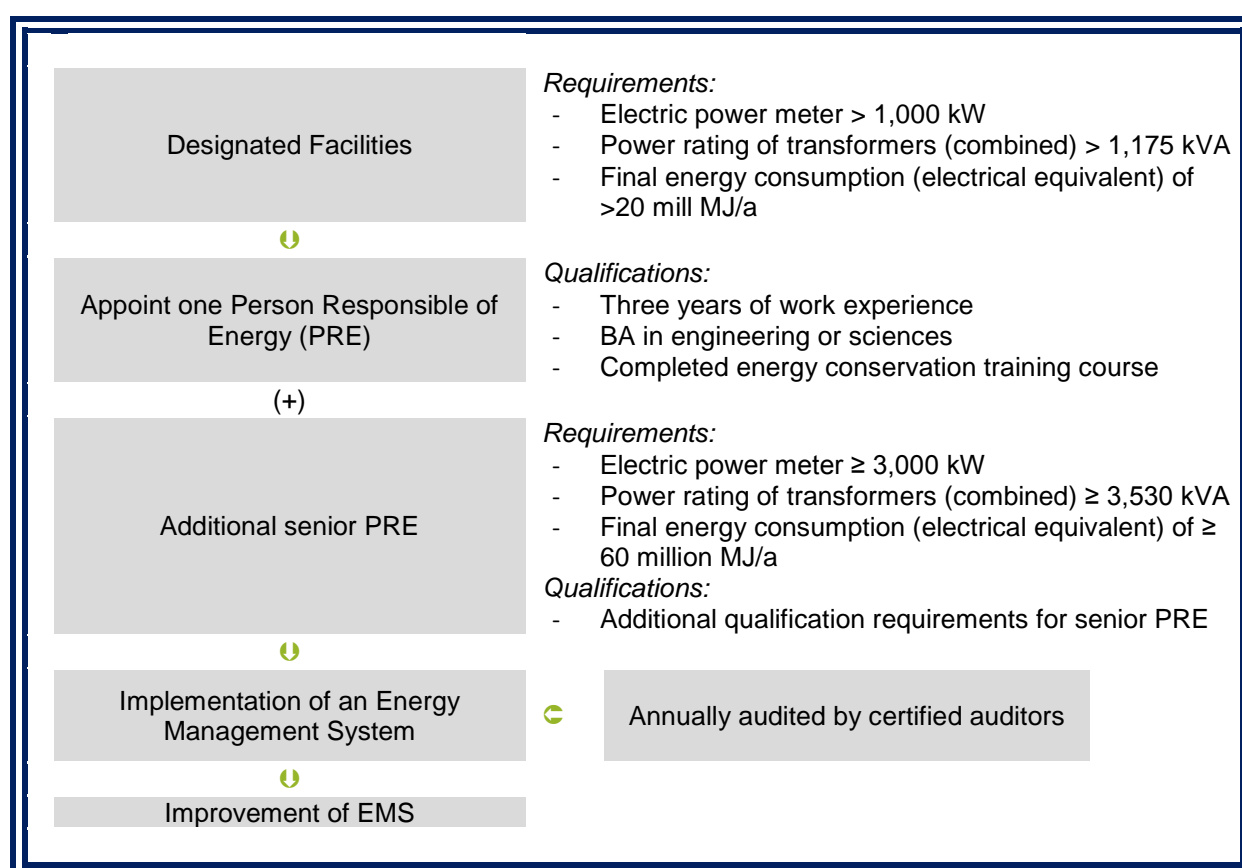 Designated Facilities
Requirements:
- Electric power meter > 1,000 kW
- Power rating of transformers (combined) > 1,175 kVA
- Final energy consumption (electrical equivalent) of
>20 mill MJ/a
Appoint one Person Responsible of
Energy (PRE)
Qualifications:
- Three years of work experience
- BA in engineering or sciences
- Completed energy conservation training course
(+)
Additional senior PRE
Requirements:
- Electric power meter ≥ 3,000 kW
- Power rating of transformers (combined) ≥ 3,530 kVA
- Final energy consumption (electrical equivalent) of ≥
60 million MJ/a
Qualifications:
- Additional qualification requirements for senior PRE
Implementation of an Energy
Management System
Annually audited by certified auditors
Improvement of EMS